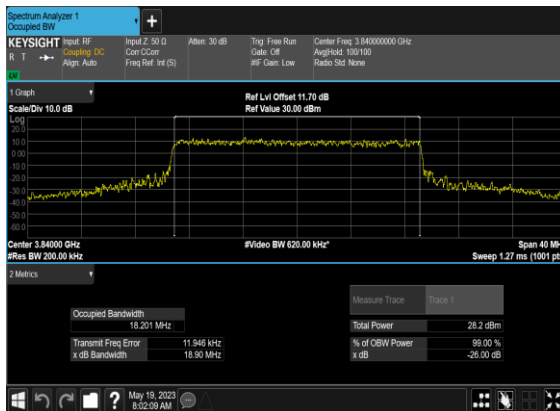 Spectrum Analyzer 1
Occupied BW
+
KEYSIGHT
R T
LXI
Input: RF
Coupling: DC
Align: Auto
Input Z: 50 Ω
Corr CCorr
Freq Ref: Int (S)
Atten: 30 dB
Trig: Free Run
Gate: Off
#IF Gain: Low
Center Freq: 3.840000000 GHz
Avg|Hold: 100/100
Radio Std: None
1 Graph
Scale/Div 10.0 dB
Ref Lvl Offset 11.70 dB
Ref Value 30.00 dBm
Log
20.0
10.0
0.00
-10.0
-20.0
-30.0
-40.0
-50.0
-60.0
Center 3.84000 GHz
#Res BW 200.00 kHz
#Video BW 620.00 kHz*
Span 40 MH
Sweep 1.27 ms (1001 pts
2 Metrics
Measure Trace Trace 1
Occupied Bandwidth
18.201 MHz
Total Power 28.2 dBm
Transmit Freq Error 11.946 kHz
% of OBW Power 99.00 %
x dB Bandwidth 18.90 MHz
x dB -26.00 dB
?
May 19, 2023
8:02:09 AM